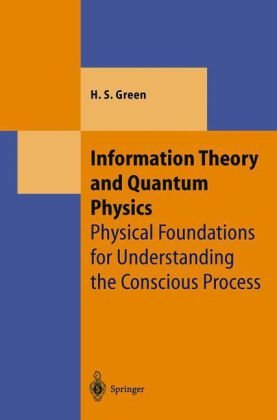 H. S. Green
Information Theory
and Quantum
Physics
Physical Foundations
for Understanding
the Conscious Process
Springer